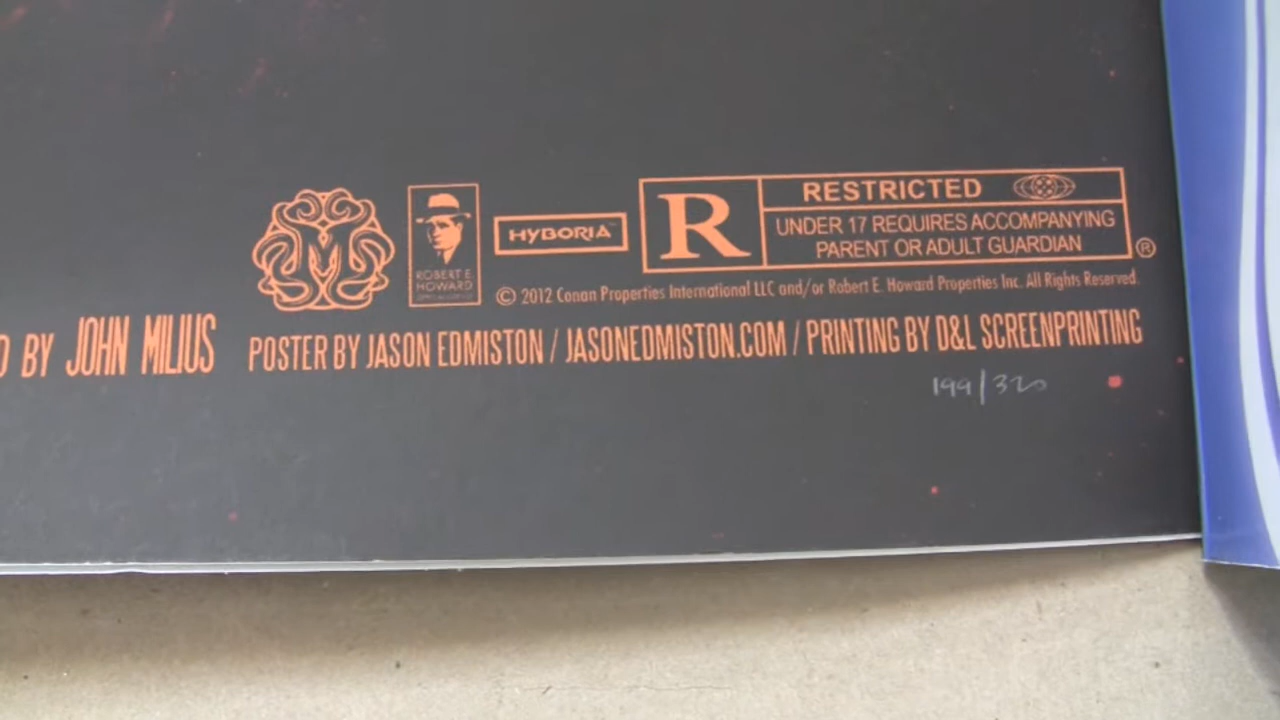 M
ROBERT E.
HOWARD
HYBORIA™
R
RESTRICTED
UNDER 17 REQUIRES ACCOMPANYING
PARENT OR ADULT GUARDIAN ®
© 2012 Conan Properties International LLC and/or Robert E. Howard Properties Inc. All Rights Reserved.
BY JOHN MILIUS POSTER BY JASON EDMISTON / JASONEDMISTON.COM / PRINTING BY D&L SCREENPRINTING
199/320